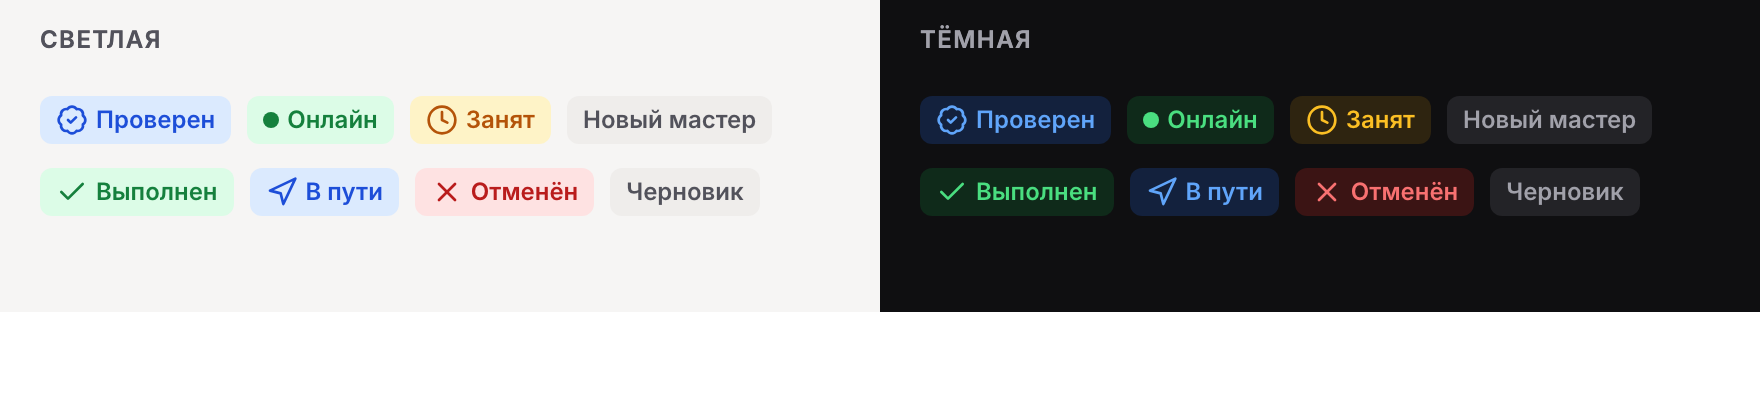 СВЕТЛАЯ
Проверен
Онлайн
Занят
Новый мастер
Выполнен
В пути
Отменён
Черновик
ТЁМНАЯ
Проверен
Онлайн
Занят
Новый мастер
Выполнен
В пути
Отменён
Черновик